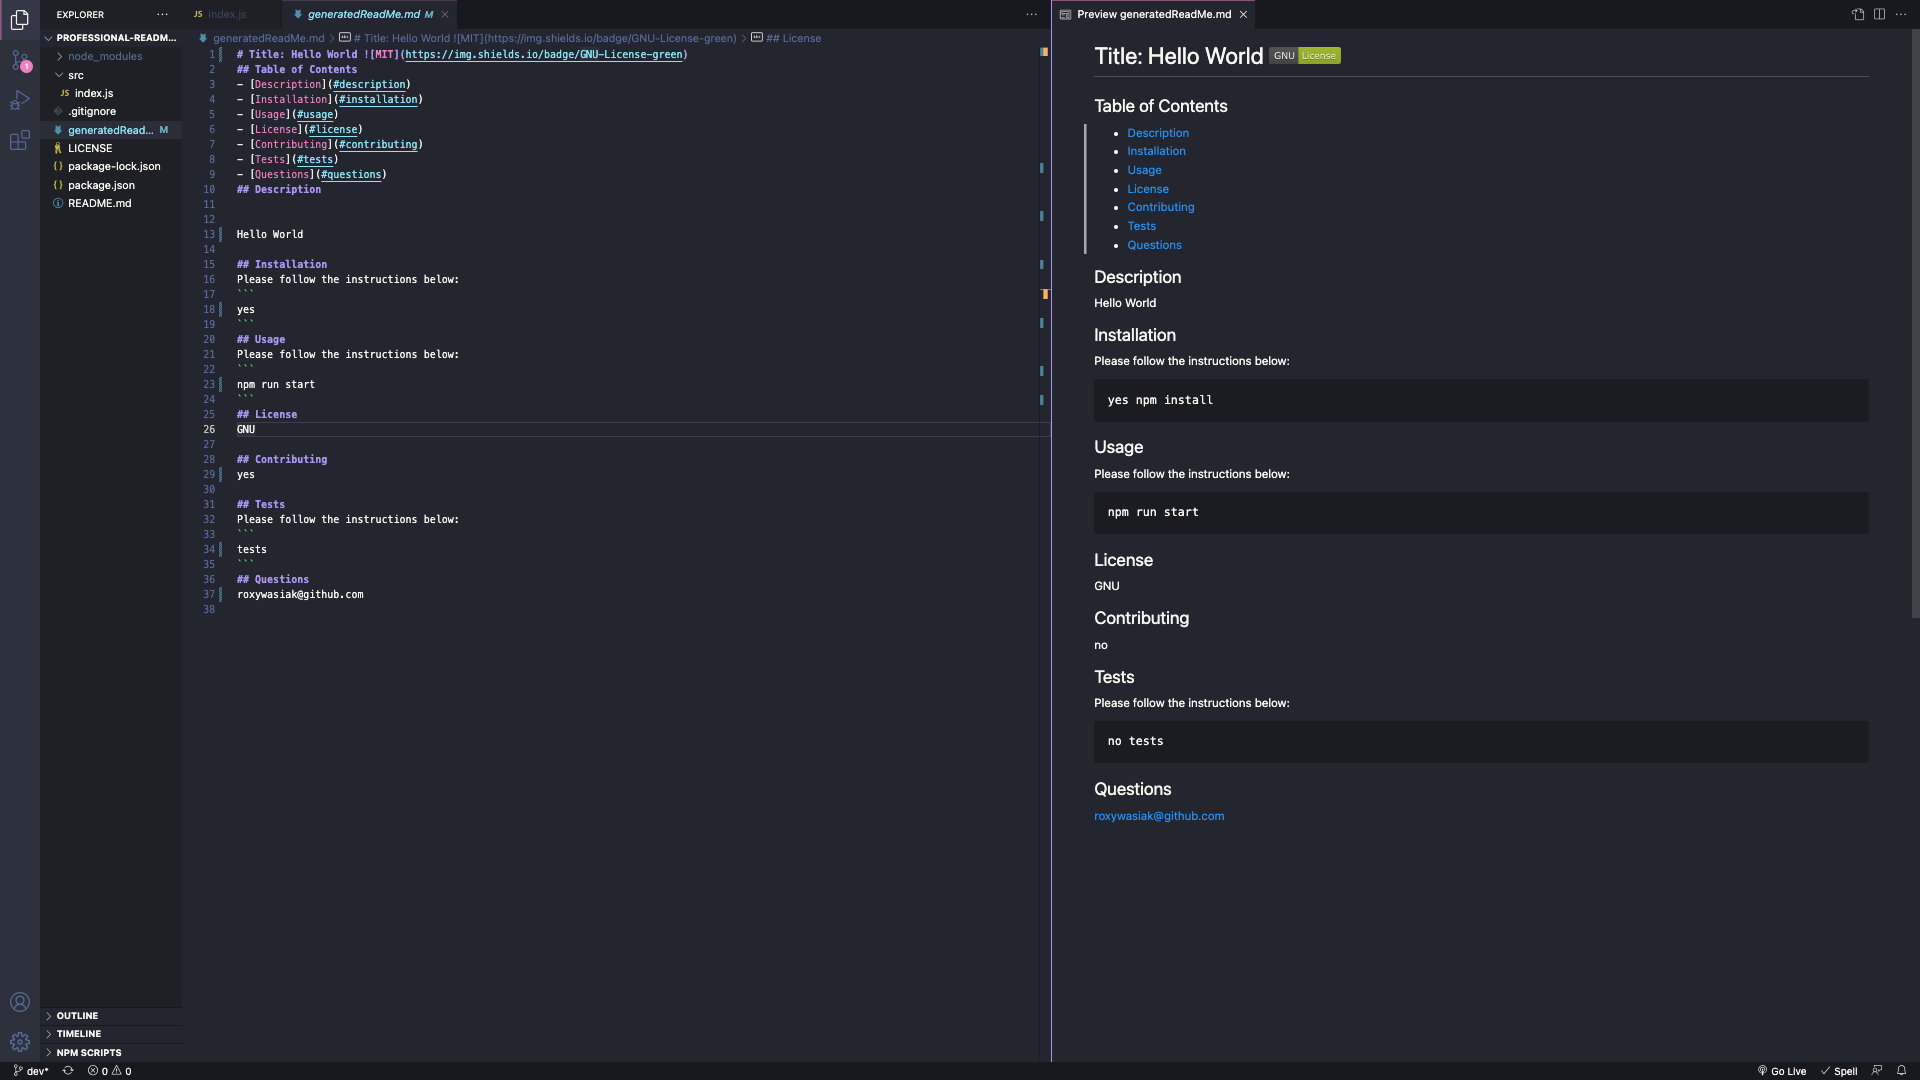 EXPLORER ...
PROFESSIONAL-READM...
node_modules
src
JS index.js
.gitignore
generatedRead... M
LICENSE
{} package-lock.json
{} package.json
README.md
OUTLINE
TIMELINE
NPM SCRIPTS
1
JS index.js
generatedReadMe.md M
...
generatedReadMe.md > # Title: Hello World ![MIT](https://img.shields.io/badge/GNU-License-green) > ## License
1 # Title: Hello World ![MIT](https://img.shields.io/badge/GNU-License-green)
2 ## Table of Contents
3 - [Description](#description)
4 - [Installation](#installation)
5 - [Usage](#usage)
6 - [License](#license)
7 - [Contributing](#contributing)
8 - [Tests](#tests)
9 - [Questions](#questions)
10 ## Description
11
12
13 Hello World
14
15 ## Installation
16 Please follow the instructions below:
17 ```
18 yes
19 ```
20 ## Usage
21 Please follow the instructions below:
22 ```
23 npm run start
24 ```
25 ## License
26 GNU
27
28 ## Contributing
29 yes
30
31 ## Tests
32 Please follow the instructions below:
33 ```
34 tests
35 ```
36 ## Questions
37 roxywasiak@github.com
38
Preview generatedReadMe.md
...
Title: Hello World GNU License
Table of Contents
• Description
• Installation
• Usage
• License
• Contributing
• Tests
• Questions
Description
Hello World
Installation
Please follow the instructions below:
yes npm install
Usage
Please follow the instructions below:
npm run start
License
GNU
Contributing
no
Tests
Please follow the instructions below:
no tests
Questions
roxywasiak@github.com
dev* 0 0
Go Live Spell